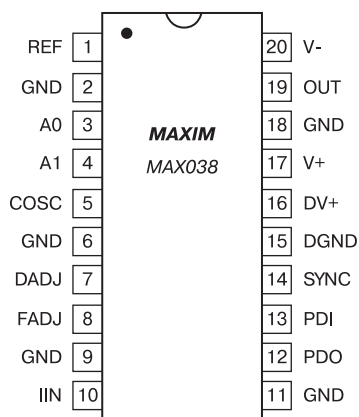 REF 1 20 V-
GND 2 19 OUT
A0 3 MAXIM 18 GND
A1 4 MAX038 17 V+
COSC 5 16 DV+
GND 6 15 DGND
DADJ 7 14 SYNC
FADJ 8 13 PDI
GND 9 12 PDO
IIN 10 11 GND